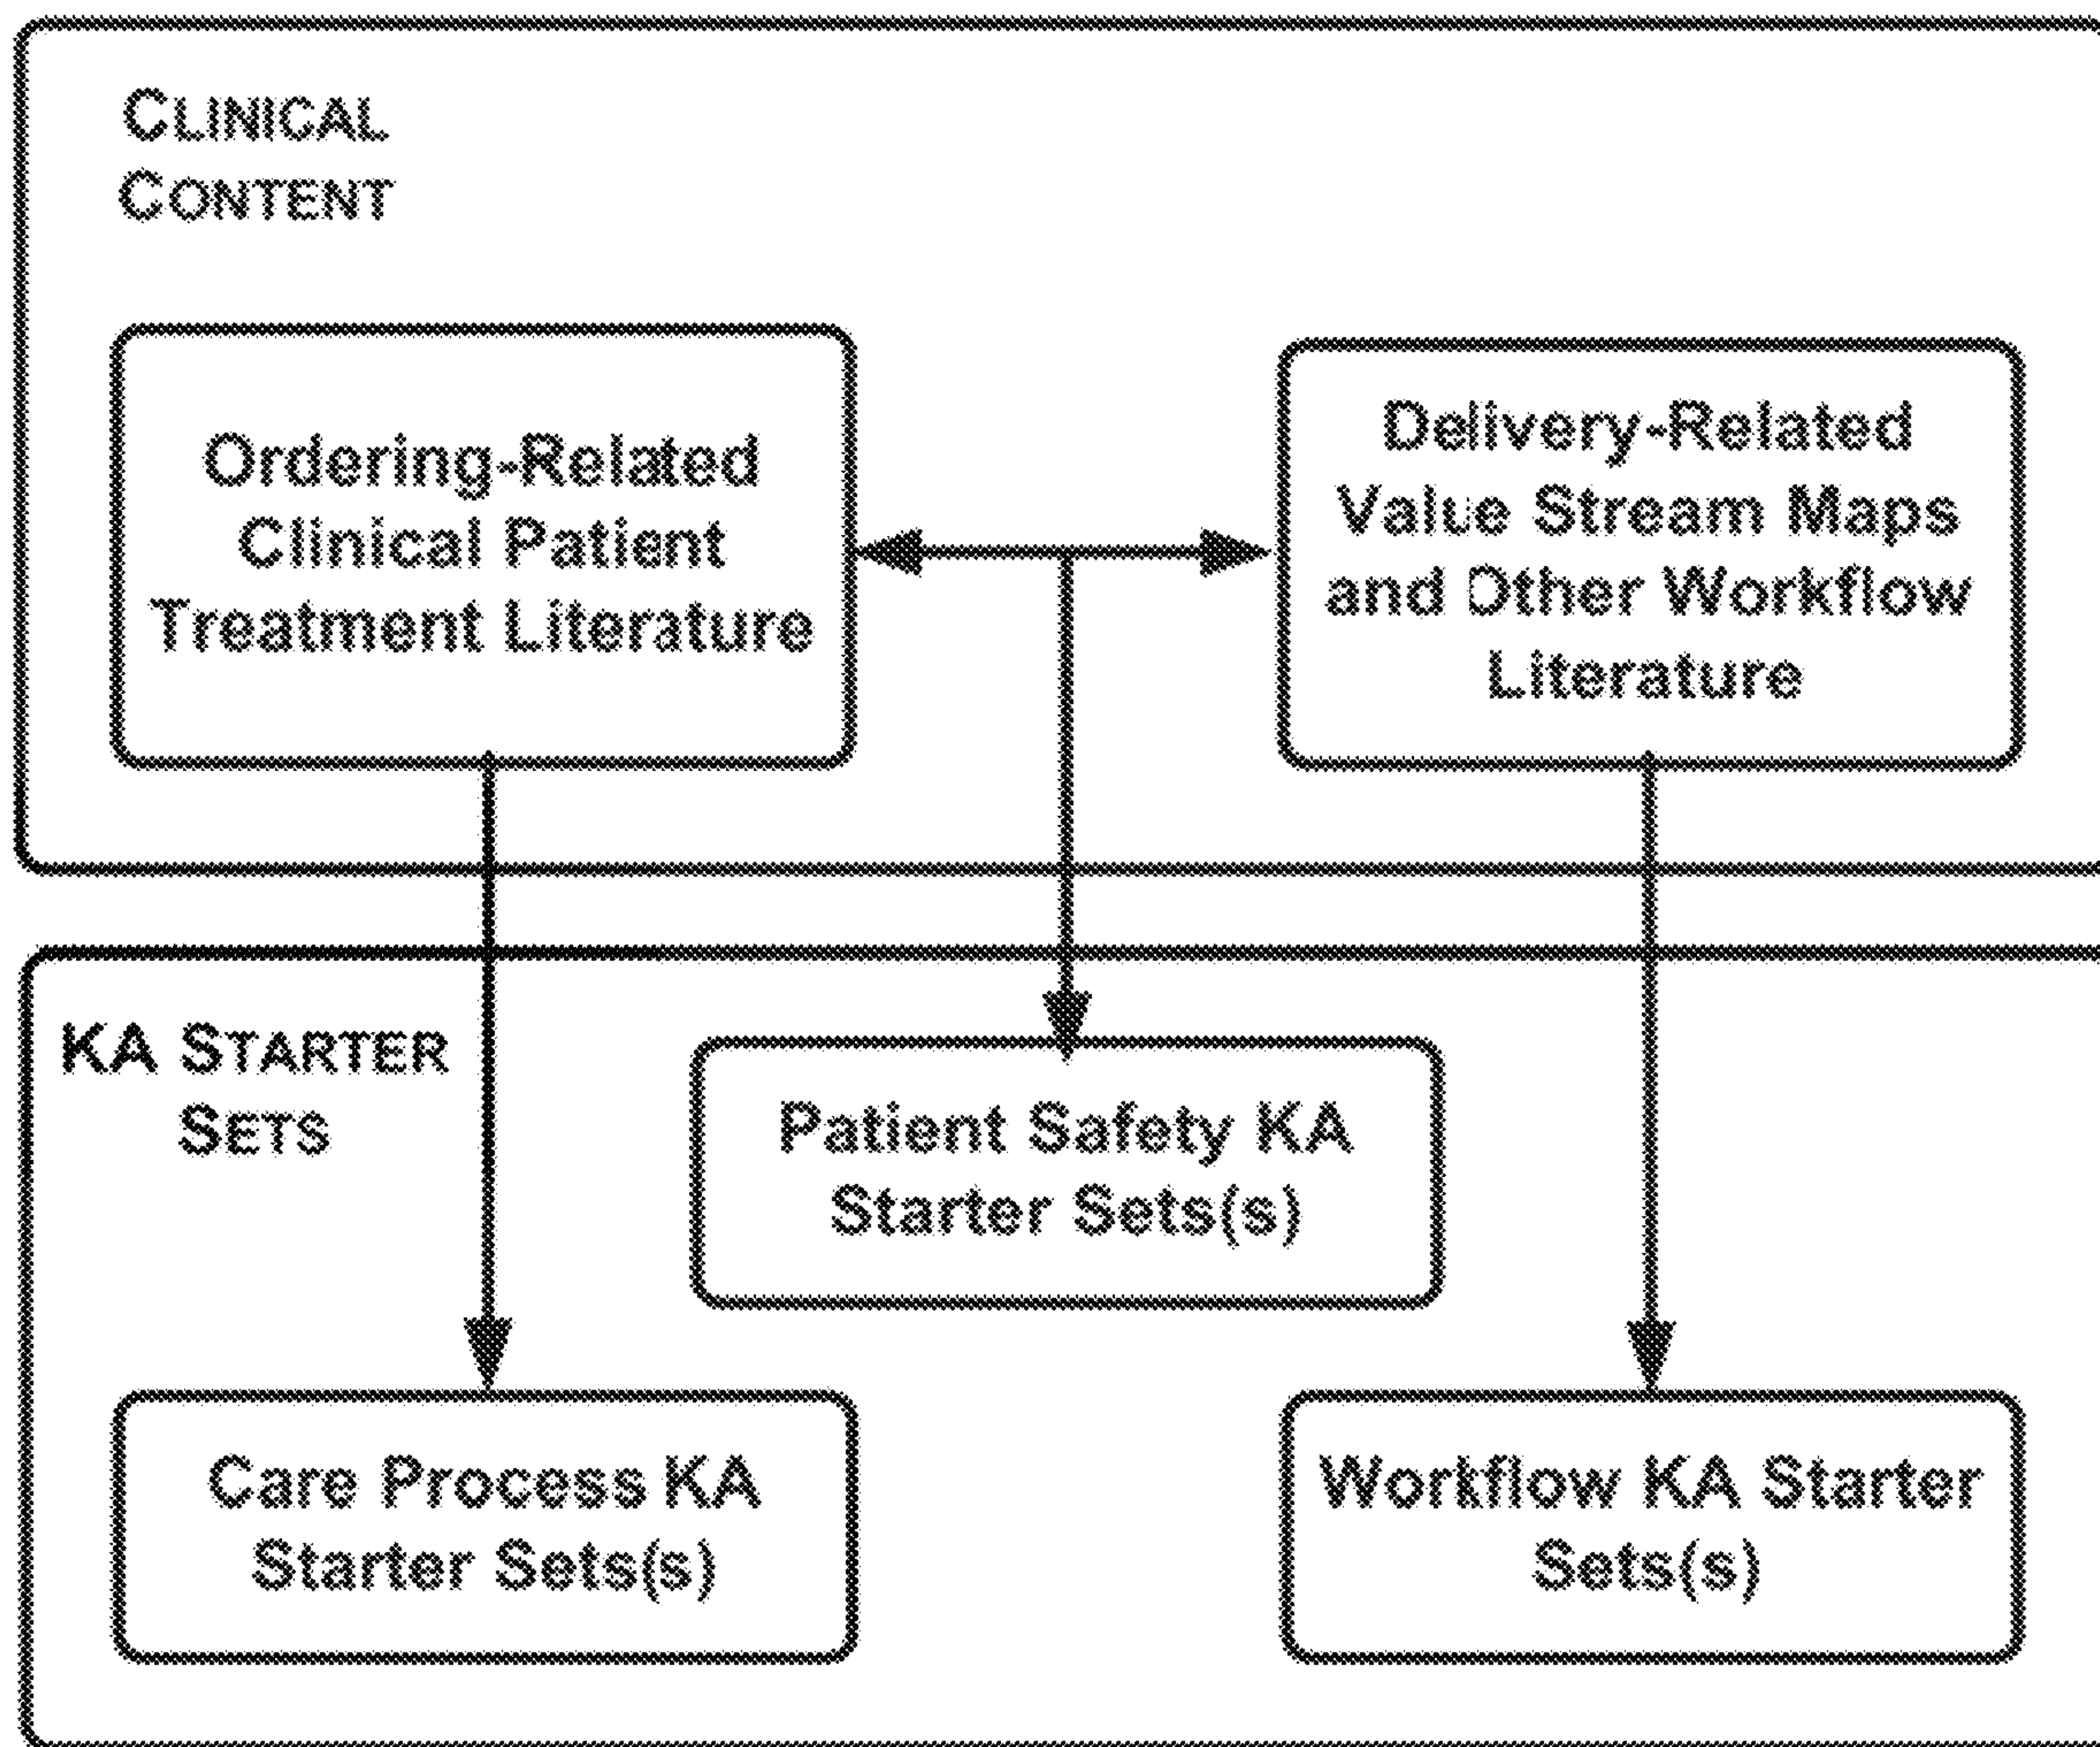 CLINICAL
CONTENT
Ordering-Related
Clinical Patient
Treatment Literature
Delivery-Related
Value Stream Maps
and Other Workflow
Literature
KA STARTER
SETS
Patient Safety KA
Starter Sets(s)
Care Process KA
Starter Sets(s)
Workflow KA Starter
Sets(s)